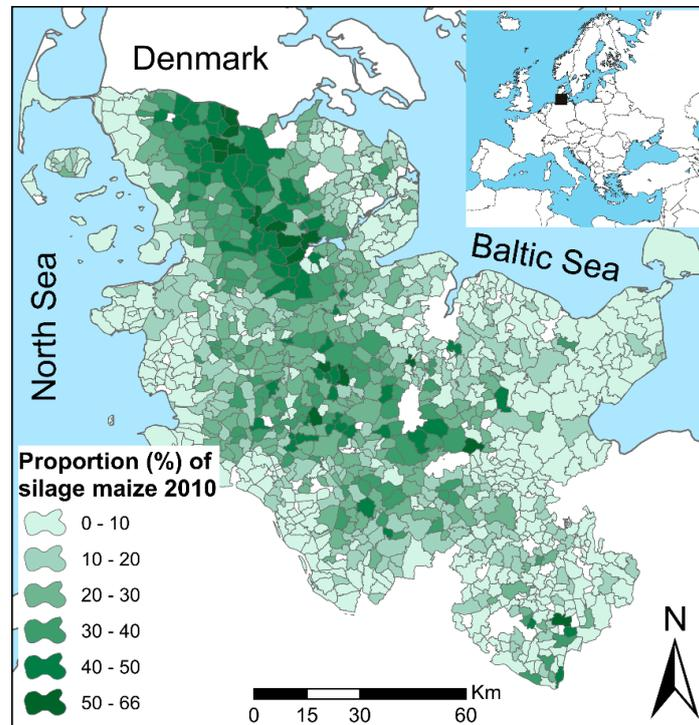 Denmark
Baltic Sea
North Sea
Proportion (%) of
silage maize 2010
0 - 10
10 - 20
20 - 30
30 - 40
40 - 50
50 - 66
N
Km
0 15 30 60